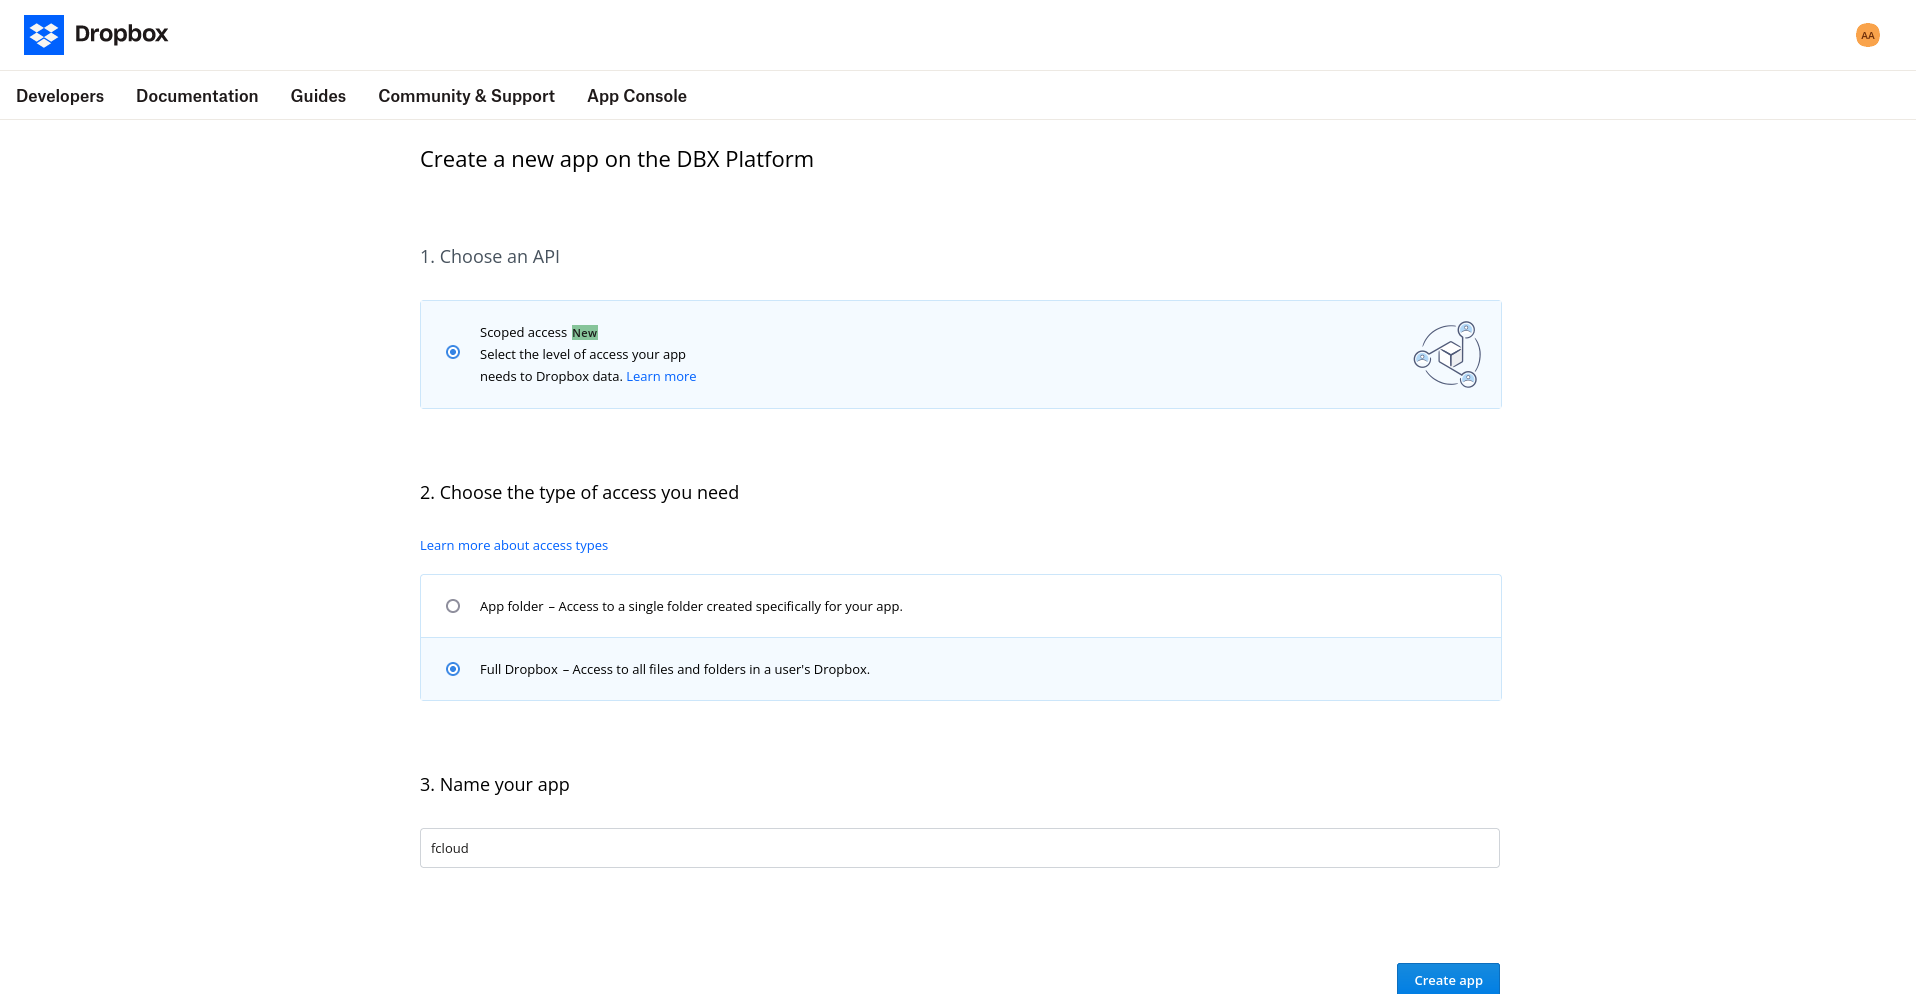 Dropbox
AA
Developers
Documentation
Guides
Community & Support
App Console
Create a new app on the DBX Platform
1. Choose an API
Scoped access New
Select the level of access your app
needs to Dropbox data. Learn more
2. Choose the type of access you need
Learn more about access types
App folder – Access to a single folder created specifically for your app.
Full Dropbox – Access to all files and folders in a user's Dropbox.
3. Name your app
fcloud
Create app